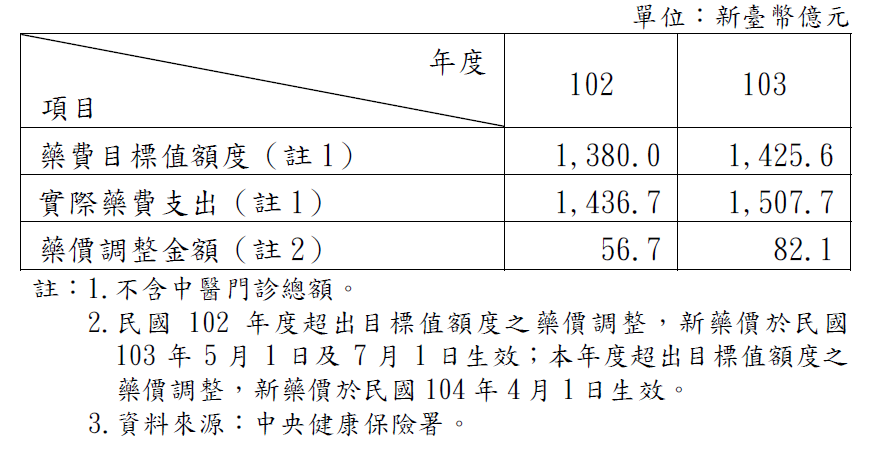 單位：新臺幣億元
年度
項目
102 103
藥費目標值額度（註1） 1,380.0 1,425.6
實際藥費支出（註1） 1,436.7 1,507.7
藥價調整金額（註2） 56.7 82.1
註：1.不含中醫門診總額。
2.民國 102 年度超出目標值額度之藥價調整，新藥價於民國
103 年 5 月 1 日及 7 月 1 日生效；本年度超出目標值額度之
藥價調整，新藥價於民國 104 年 4 月 1 日生效。
3.資料來源：中央健康保險署。